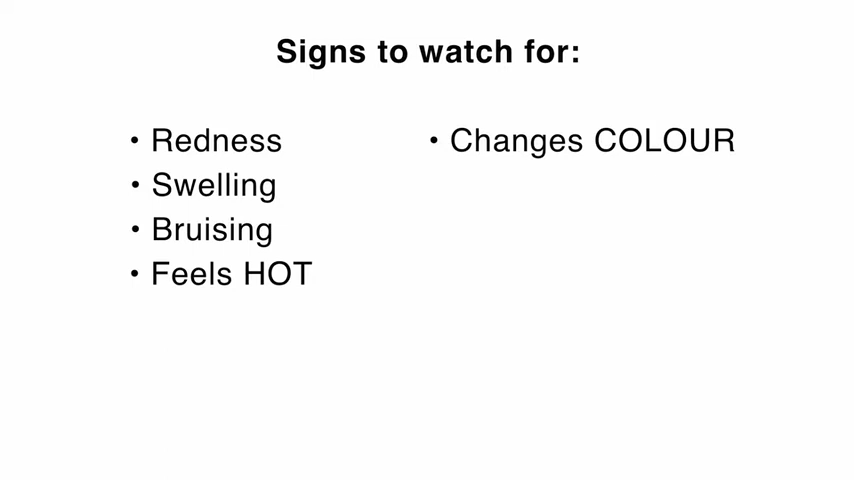 Signs to watch for:
• Redness
• Swelling
• Bruising
• Feels HOT
• Changes COLOUR